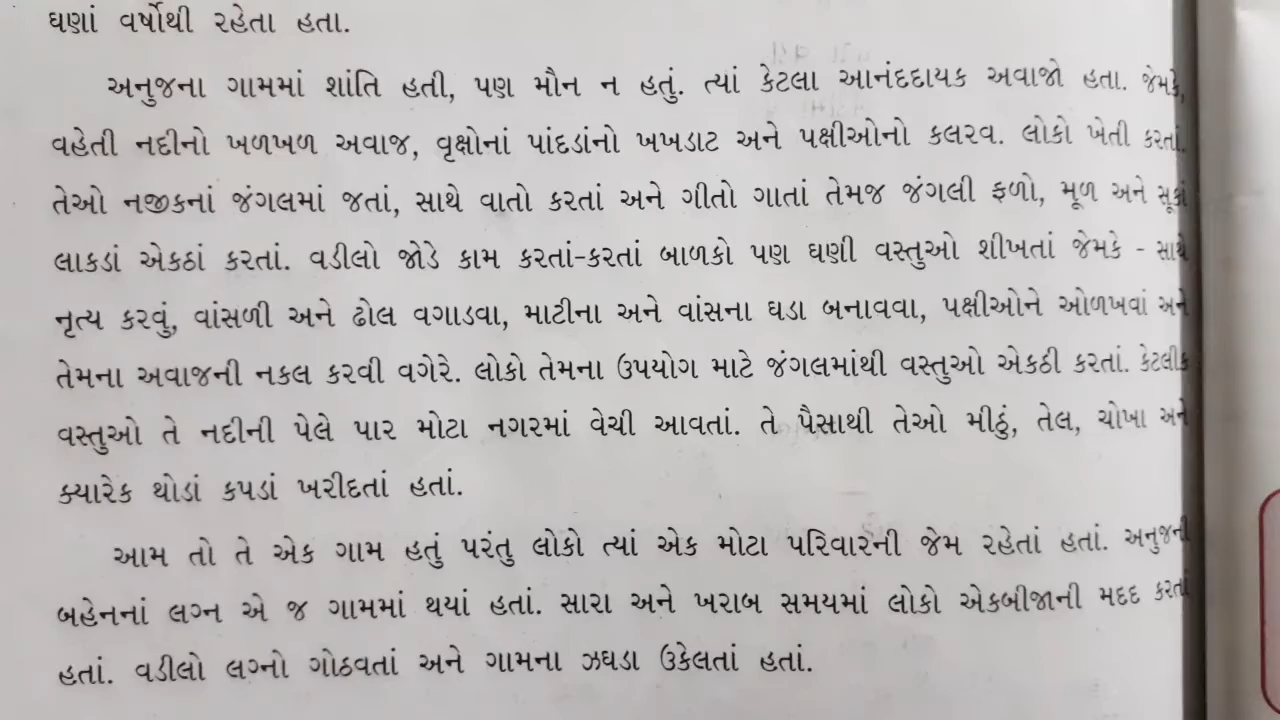 ઘણાં વર્ષોથી રહેતા હતા.
અનુજના ગામમાં શાંતિ હતી, પણ મૌન ન હતું. ત્યાં કેટલા આનંદદાયક અવાજો હતા. જેમકે,
વહેતી નદીનો ખળખળ અવાજ, વૃક્ષોનાં પાંદડાંનો ખખડાટ અને પક્ષીઓનો કલરવ. લોકો ખેતી કરતાં.
તેઓ નજીકનાં જંગલમાં જતાં, સાથે વાતો કરતાં અને ગીતો ગાતાં તેમજ જંગલી ફળો, મૂળ અને સૂકાં
લાકડાં એકઠાં કરતાં. વડીલો જોડે કામ કરતાં-કરતાં બાળકો પણ ઘણી વસ્તુઓ શીખતાં જેમકે - સાથે
નૃત્ય કરવું, વાંસળી અને ઢોલ વગાડવા, માટીના અને વાંસના ઘડા બનાવવા, પક્ષીઓને ઓળખવાં અને
તેમના અવાજની નકલ કરવી વગેરે. લોકો તેમના ઉપયોગ માટે જંગલમાંથી વસ્તુઓ એકઠી કરતાં. કેટલીક
વસ્તુઓ તે નદીની પેલે પાર મોટા નગરમાં વેચી આવતાં. તે પૈસાથી તેઓ મીઠું, તેલ, ચોખા અને
ક્યારેક થોડાં કપડાં ખરીદતાં હતાં.
આમ તો તે એક ગામ હતું પરંતુ લોકો ત્યાં એક મોટા પરિવારની જેમ રહેતાં હતાં. અનુજની
બહેનનાં લગ્ન એ જ ગામમાં થયાં હતાં. સારા અને ખરાબ સમયમાં લોકો એકબીજાની મદદ કરતાં
હતાં. વડીલો લગ્નો ગોઠવતાં અને ગામના ઝઘડા ઉકેલતાં હતાં.